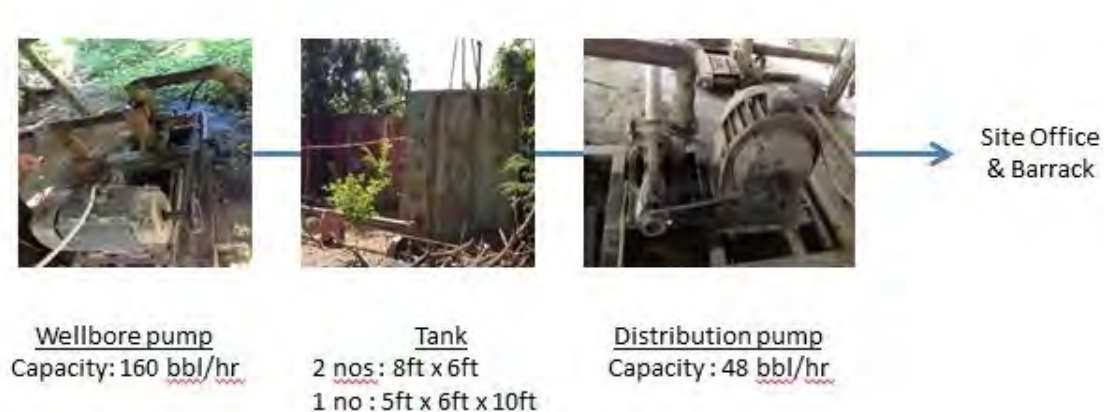 Site Office
& Barrack
Wellbore pump
Capacity: 160 bbl/hr
Tank
2 nos : 8ft x 6ft
1 no : 5ft x 6ft x 10ft
Distribution pump
Capacity : 48 bbl/hr